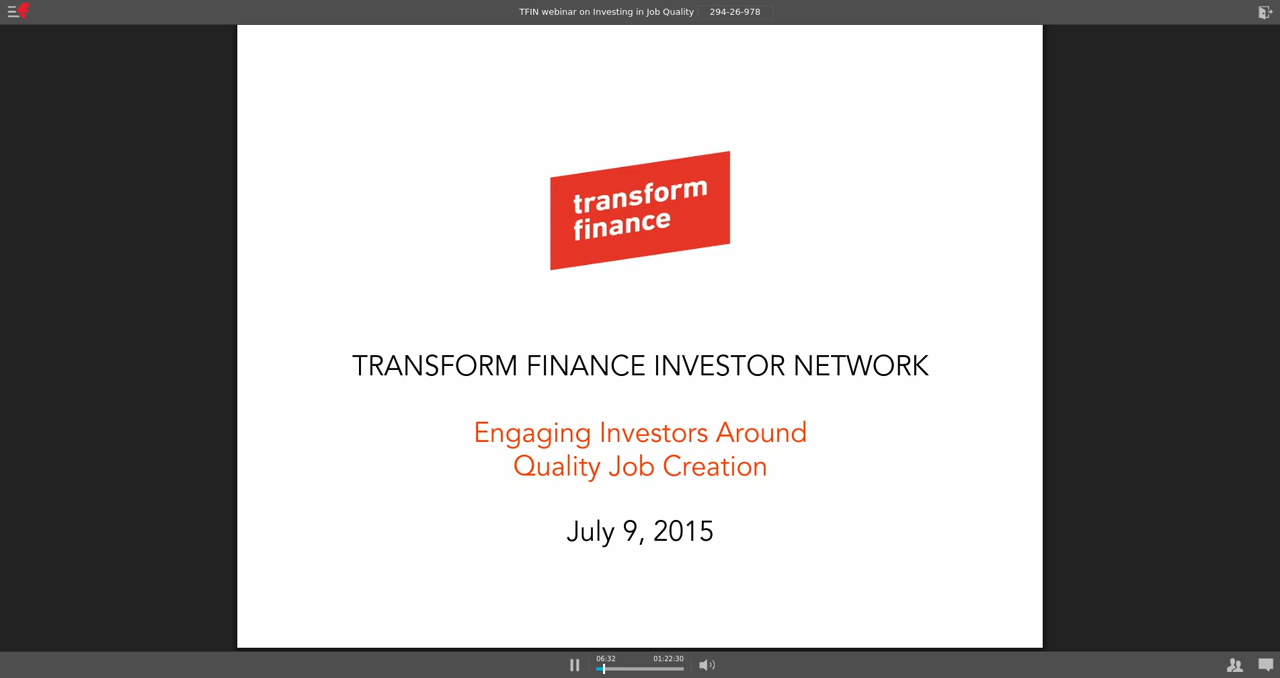 TFIN webinar on Investing in Job Quality 294-26-978
transform
finance
TRANSFORM FINANCE INVESTOR NETWORK
Engaging Investors Around
Quality Job Creation
July 9, 2015
06:32 01:22:30